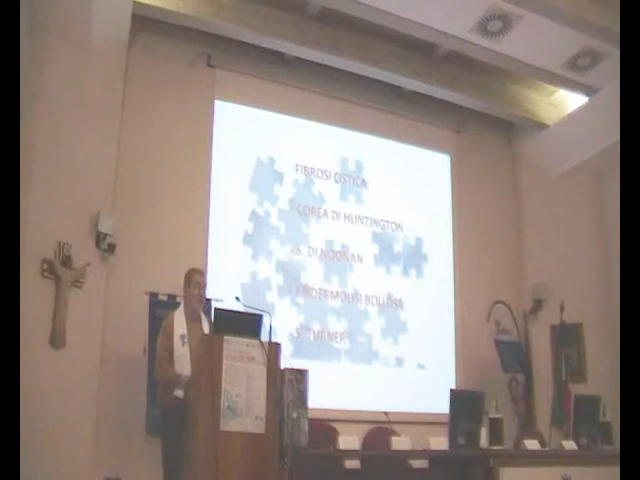 FIBROSI CISTICA
COREA DI HUNTINGTON
S. DI NOONAN
EPIDERMOLISI BOLLOSA
S. TURNER